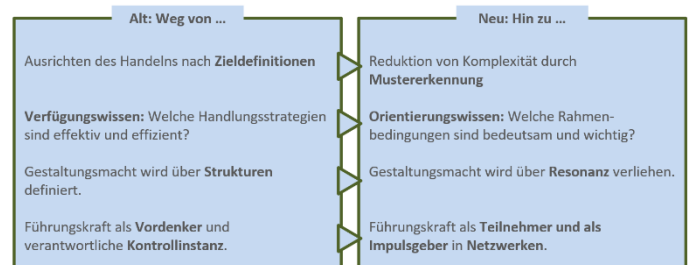 Alt: Weg von ...
Ausrichten des Handelns nach Zieldefinitionen
Verfügungswissen: Welche Handlungsstrategien
sind effektiv und effizient?
Gestaltungsmacht wird über Strukturen
definiert.
Führungskraft als Vordenker und
verantwortliche Kontrollinstanz.
Neu: Hin zu ...
Reduktion von Komplexität durch
Mustererkennung
Orientierungswissen: Welche Rahmen-
bedingungen sind bedeutsam und wichtig?
Gestaltungsmacht wird über Resonanz verliehen.
Führungskraft als Teilnehmer und als
Impulsgeber in Netzwerken.